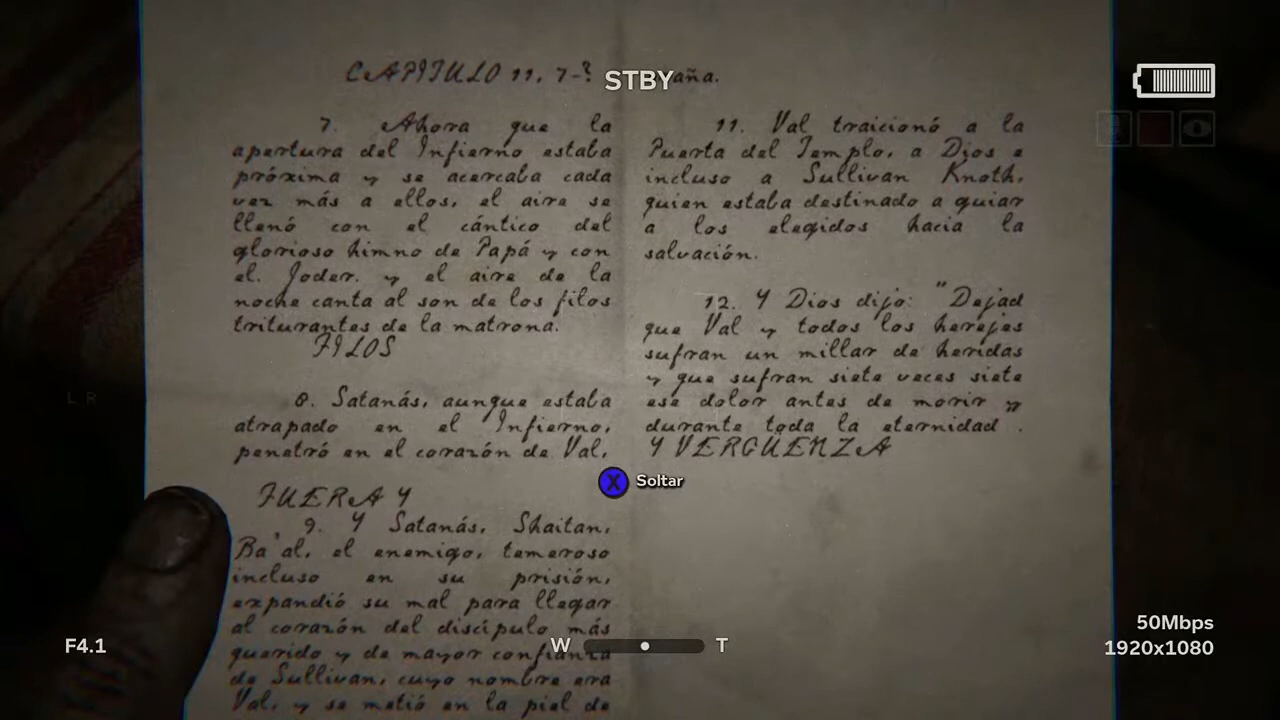 CAPITULO 11, 7-?
STBY
aña.
7. Ahora que la
apertura del Infierno estaba
próxima y se acercaba cada
vez más a ellos, el aire se
llenó con el cántico del
glorioso himno de Papá y con
el. Joder. y el aire de la
noche canta al son de los filos
triturantes de la matrona.
FILOS
8. Satanás, aunque estaba
atrapado en el Infierno,
penetró en el corazón de Val,
FUERA Y
9. Y Satanás, Shaitan,
Ba'al, el enemigo, temeroso
incluso en su prisión,
expandió su mal para llegar
al corazón del discípulo más
querido y de mayor confianza
de Sullivan, cuyo nombre era
Val, y se metió en la piel de
11. Val traicionó a la
Puerta del Templo, a Dios e
incluso a Sullivan Knoth,
quien estaba destinado a guiar
a los elegidos hacia la
salvación.
12. Y Dios dijo: "Dejad
que Val y todos los herejes
sufran un millar de heridas
y que sufran siete veces siete
ese dolor antes de morir y
durante toda la eternidad .
Y VERGÜENZA
X Soltar
L R
F4.1
W T
50Mbps
1920x1080